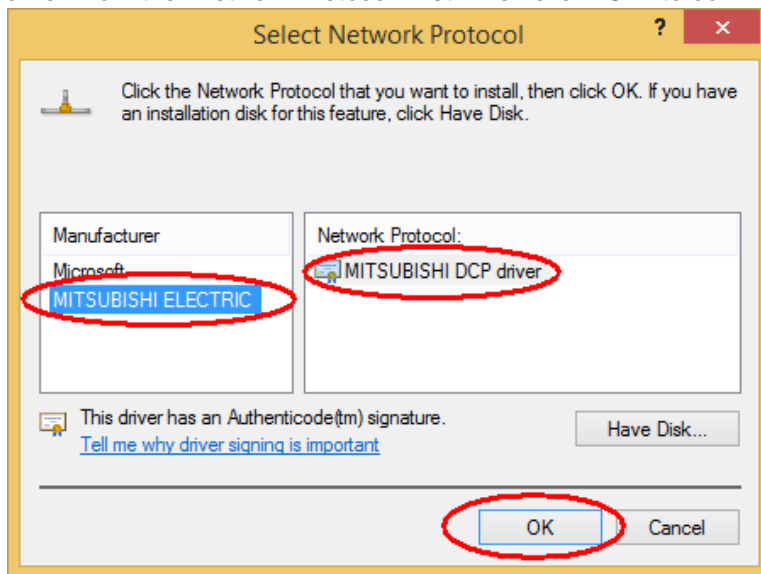 Select Network Protocol
?
×
Click the Network Protocol that you want to install, then click OK. If you have
an installation disk for this feature, click Have Disk.
Manufacturer
Microsoft
MITSUBISHI ELECTRIC
Network Protocol:
MITSUBISHI DCP driver
This driver has an Authenticode(tm) signature.
Tell me why driver signing is important
Have Disk...
OK
Cancel